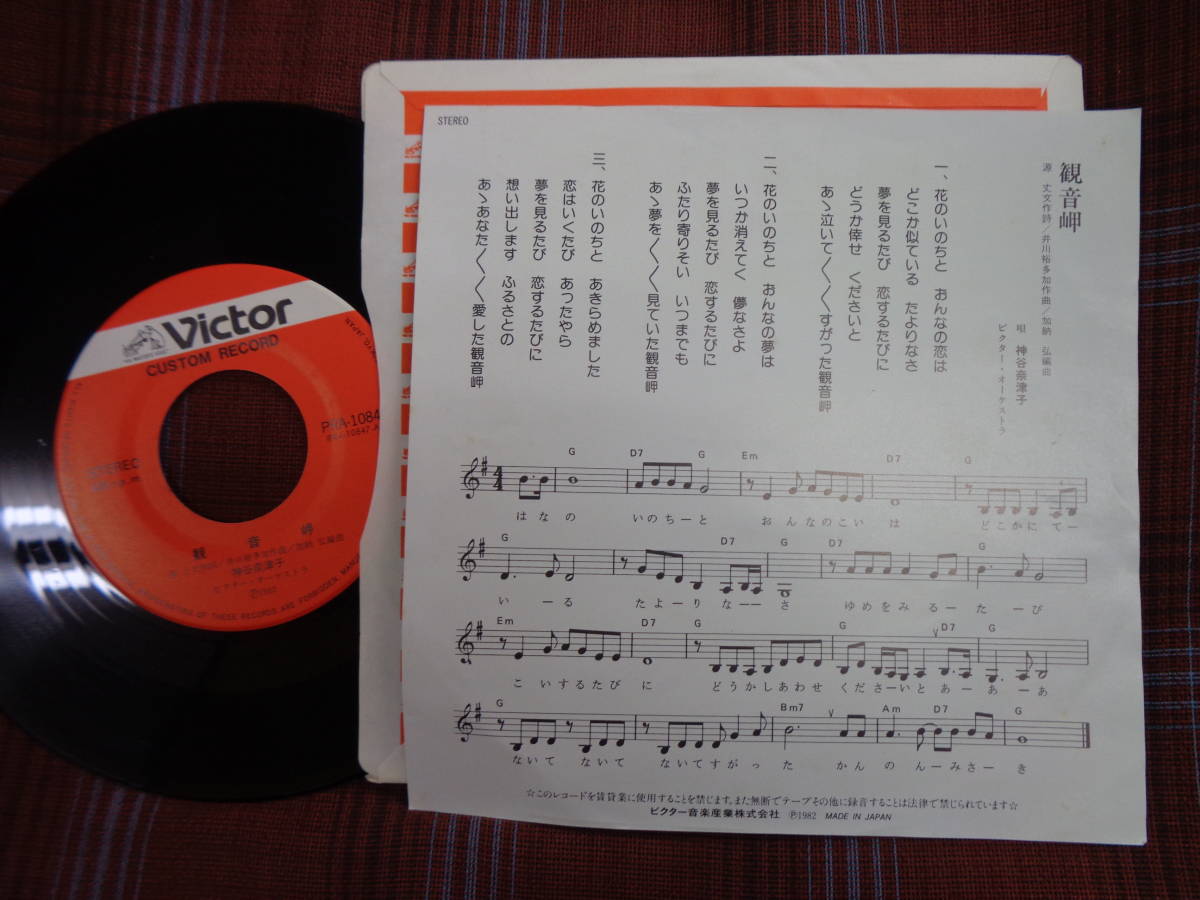 STEREO
観音岬
源　丈文作詩／井川裕多加作曲／加納　弘編曲
唄　神谷奈津子
ビクター・オーケストラ
一、花のいのちと　おんなの恋は
どこか似ている　たよりなさ
夢を見るたび　恋するたびに
どうか倖せ　くださいと
あゝ泣いて〱〱すがった観音岬
二、花のいのちと　おんなの夢は
いつか消えてく　儚なさよ
夢を見るたび　恋するたびに
ふたり寄りそい　いつまでも
あゝ夢を〱〱見ていた観音岬
三、花のいのちと　あきらめました
恋はいくたび　あったやら
夢を見るたび　恋するたびに
想い出します　ふるさとの
あゝあなた〱〱愛した観音岬
G D7 G Em D7 G
はなの　いのちーと　おんなのこいは　どこかにてー
G D7 G D7 G
いーる　たよーりなーーさ　ゆめをみるーたーび
Em D7 G G D7 G
こいするたびに　どうかしあわせ　くださーいとあーあーあ
G Bm7 Am D7 G
ないて　ないて　ないてすがった　かんのんーみさーき
☆このレコードを賃貸業に使用することを禁じます。また無断でテープその他に録音することは法律で禁じられています☆
ビクター音楽産業株式会社　Ⓟ1982　MADE IN JAPAN
Victor
CUSTOM RECORD
PRA-1084
PRA-10847-A
STEREO
観音岬
神谷奈津子
ビクター・オーケストラ
Ⓟ1982
OF THESE RECORDS ARE FORBIDDEN